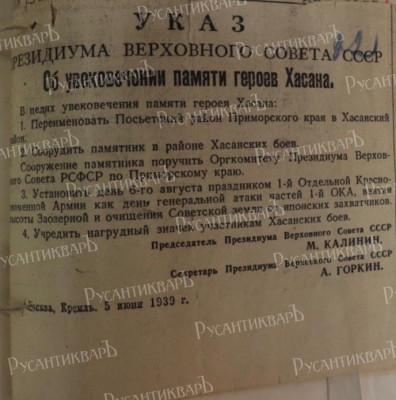 УКАЗ
РЕЗИДИУМА ВЕРХОВНОГО СОВЕТА СССР
Об увековечении памяти героев Хасана.
В целях увековечения памяти героев Хасана:
1. Переименовать Посьетский район Приморского края в Хасанский
район:
2. Соорудить памятник в районе Хасанских боев.
Сооружение памятника поручить Оргкомитету Президиума Верхов-
ного Совета РСФСР по Приморскому краю.
3. Установить день 6-го августа праздником 1-й Отдельной Красно-
знаменной Армии как день генеральной атаки частей 1-й ОКА, взятия
высоты Заозерной и очищения Советской земли от японских захватчиков.
4. Учредить нагрудный значек участникам Хасанских боев.
Председатель Президиума Верховного Совета СССР
М. КАЛИНИН.
Секретарь Президиума Верховного Совета СССР
А. ГОРКИН.
Москва, Кремль. 5 июня 1939 г.
РУСАНТИКВАРЪ